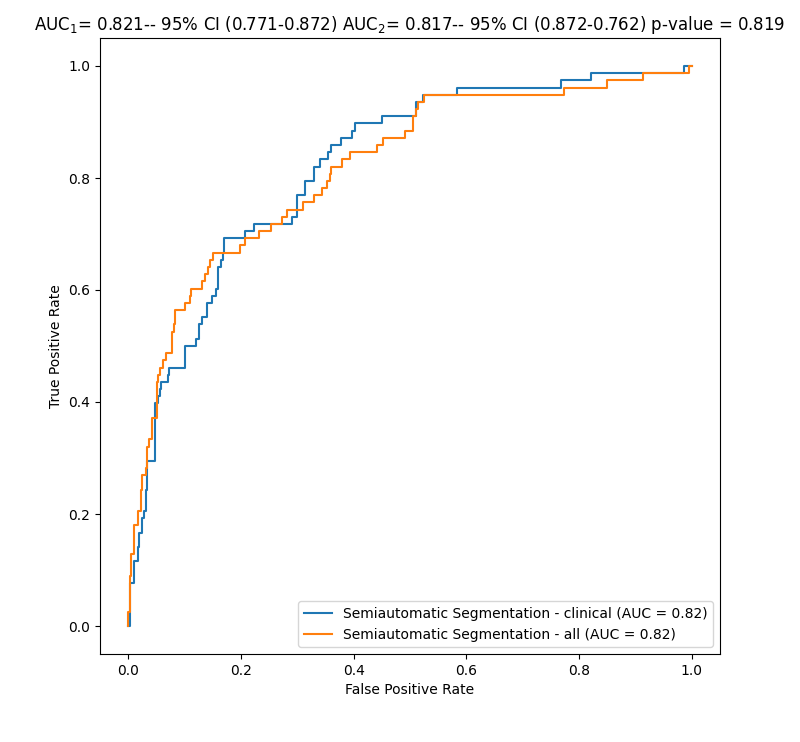 AUC₁= 0.821-- 95% CI (0.771-0.872) AUC₂= 0.817-- 95% CI (0.872-0.762) p-value = 0.819
1.0
0.8
0.6
0.4
0.2
0.0
True Positive Rate
Semiautomatic Segmentation - clinical (AUC = 0.82)
Semiautomatic Segmentation - all (AUC = 0.82)
0.0 0.2 0.4 0.6 0.8 1.0
False Positive Rate